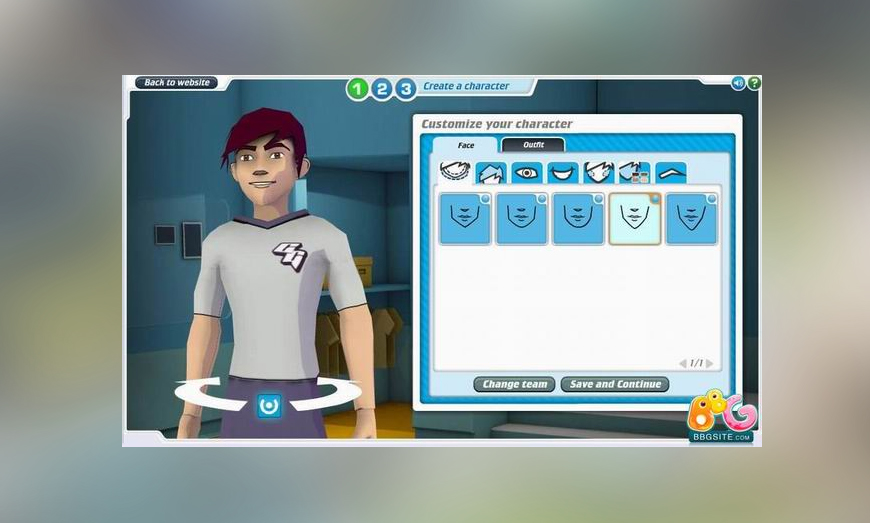 Back to website
1 2 3 Create a character
?
Customize your character
Face
Outfit
1/1
Change team
Save and Continue
BBG
BBGSITE.COM